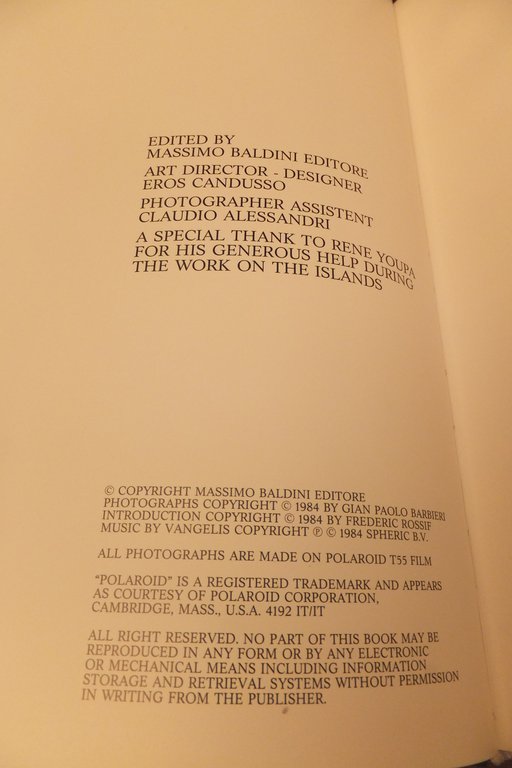 EDITED BY
MASSIMO BALDINI EDITORE
ART DIRECTOR - DESIGNER
EROS CANDUSSO
PHOTOGRAPHER ASSISTENT
CLAUDIO ALESSANDRI
A SPECIAL THANK TO RENE YOUPA
FOR HIS GENEROUS HELP DURING
THE WORK ON THE ISLANDS
© COPYRIGHT MASSIMO BALDINI EDITORE
PHOTOGRAPHS COPYRIGHT © 1984 BY GIAN PAOLO BARBIERI
INTRODUCTION COPYRIGHT © 1984 BY FREDERIC ROSSIF
MUSIC BY VANGELIS COPYRIGHT ℗ © 1984 SPHERIC B.V.
ALL PHOTOGRAPHS ARE MADE ON POLAROID T55 FILM
“POLAROID” IS A REGISTERED TRADEMARK AND APPEARS
AS COURTESY OF POLAROID CORPORATION,
CAMBRIDGE, MASS., U.S.A. 4192 IT/IT
ALL RIGHT RESERVED. NO PART OF THIS BOOK MAY BE
REPRODUCED IN ANY FORM OR BY ANY ELECTRONIC
OR MECHANICAL MEANS INCLUDING INFORMATION
STORAGE AND RETRIEVAL SYSTEMS WITHOUT PERMISSION
IN WRITING FROM THE PUBLISHER.